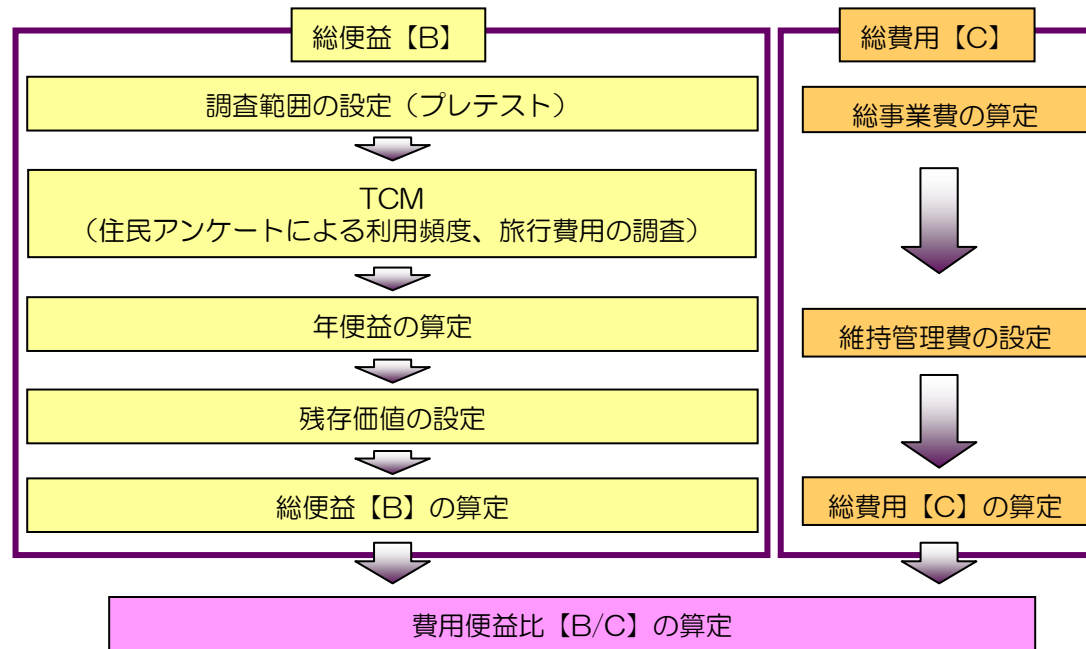 総便益【B】
調査範囲の設定（プレテスト）
TCM
（住民アンケートによる利用頻度、旅行費用の調査）
年便益の算定
残存価値の設定
総便益【B】の算定
総費用【C】
総事業費の算定
維持管理費の設定
総費用【C】の算定
費用便益比【B/C】の算定